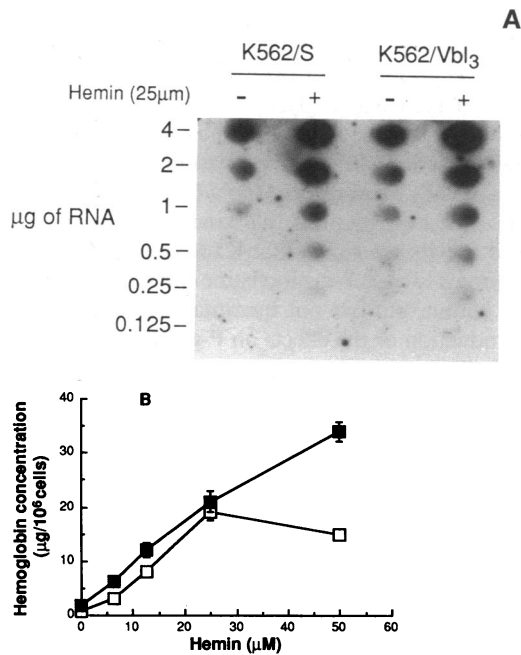 A
K562/S K562/VbI3
Hemin (25μm) - + - +
4-
2-
1-
μg of RNA
0.5-
0.25-
0.125-
B
40
30
20
10
0
0 10 20 30 40 50 60
Hemoglobin concentration
(μg/10⁶cells)
Hemin (μM)